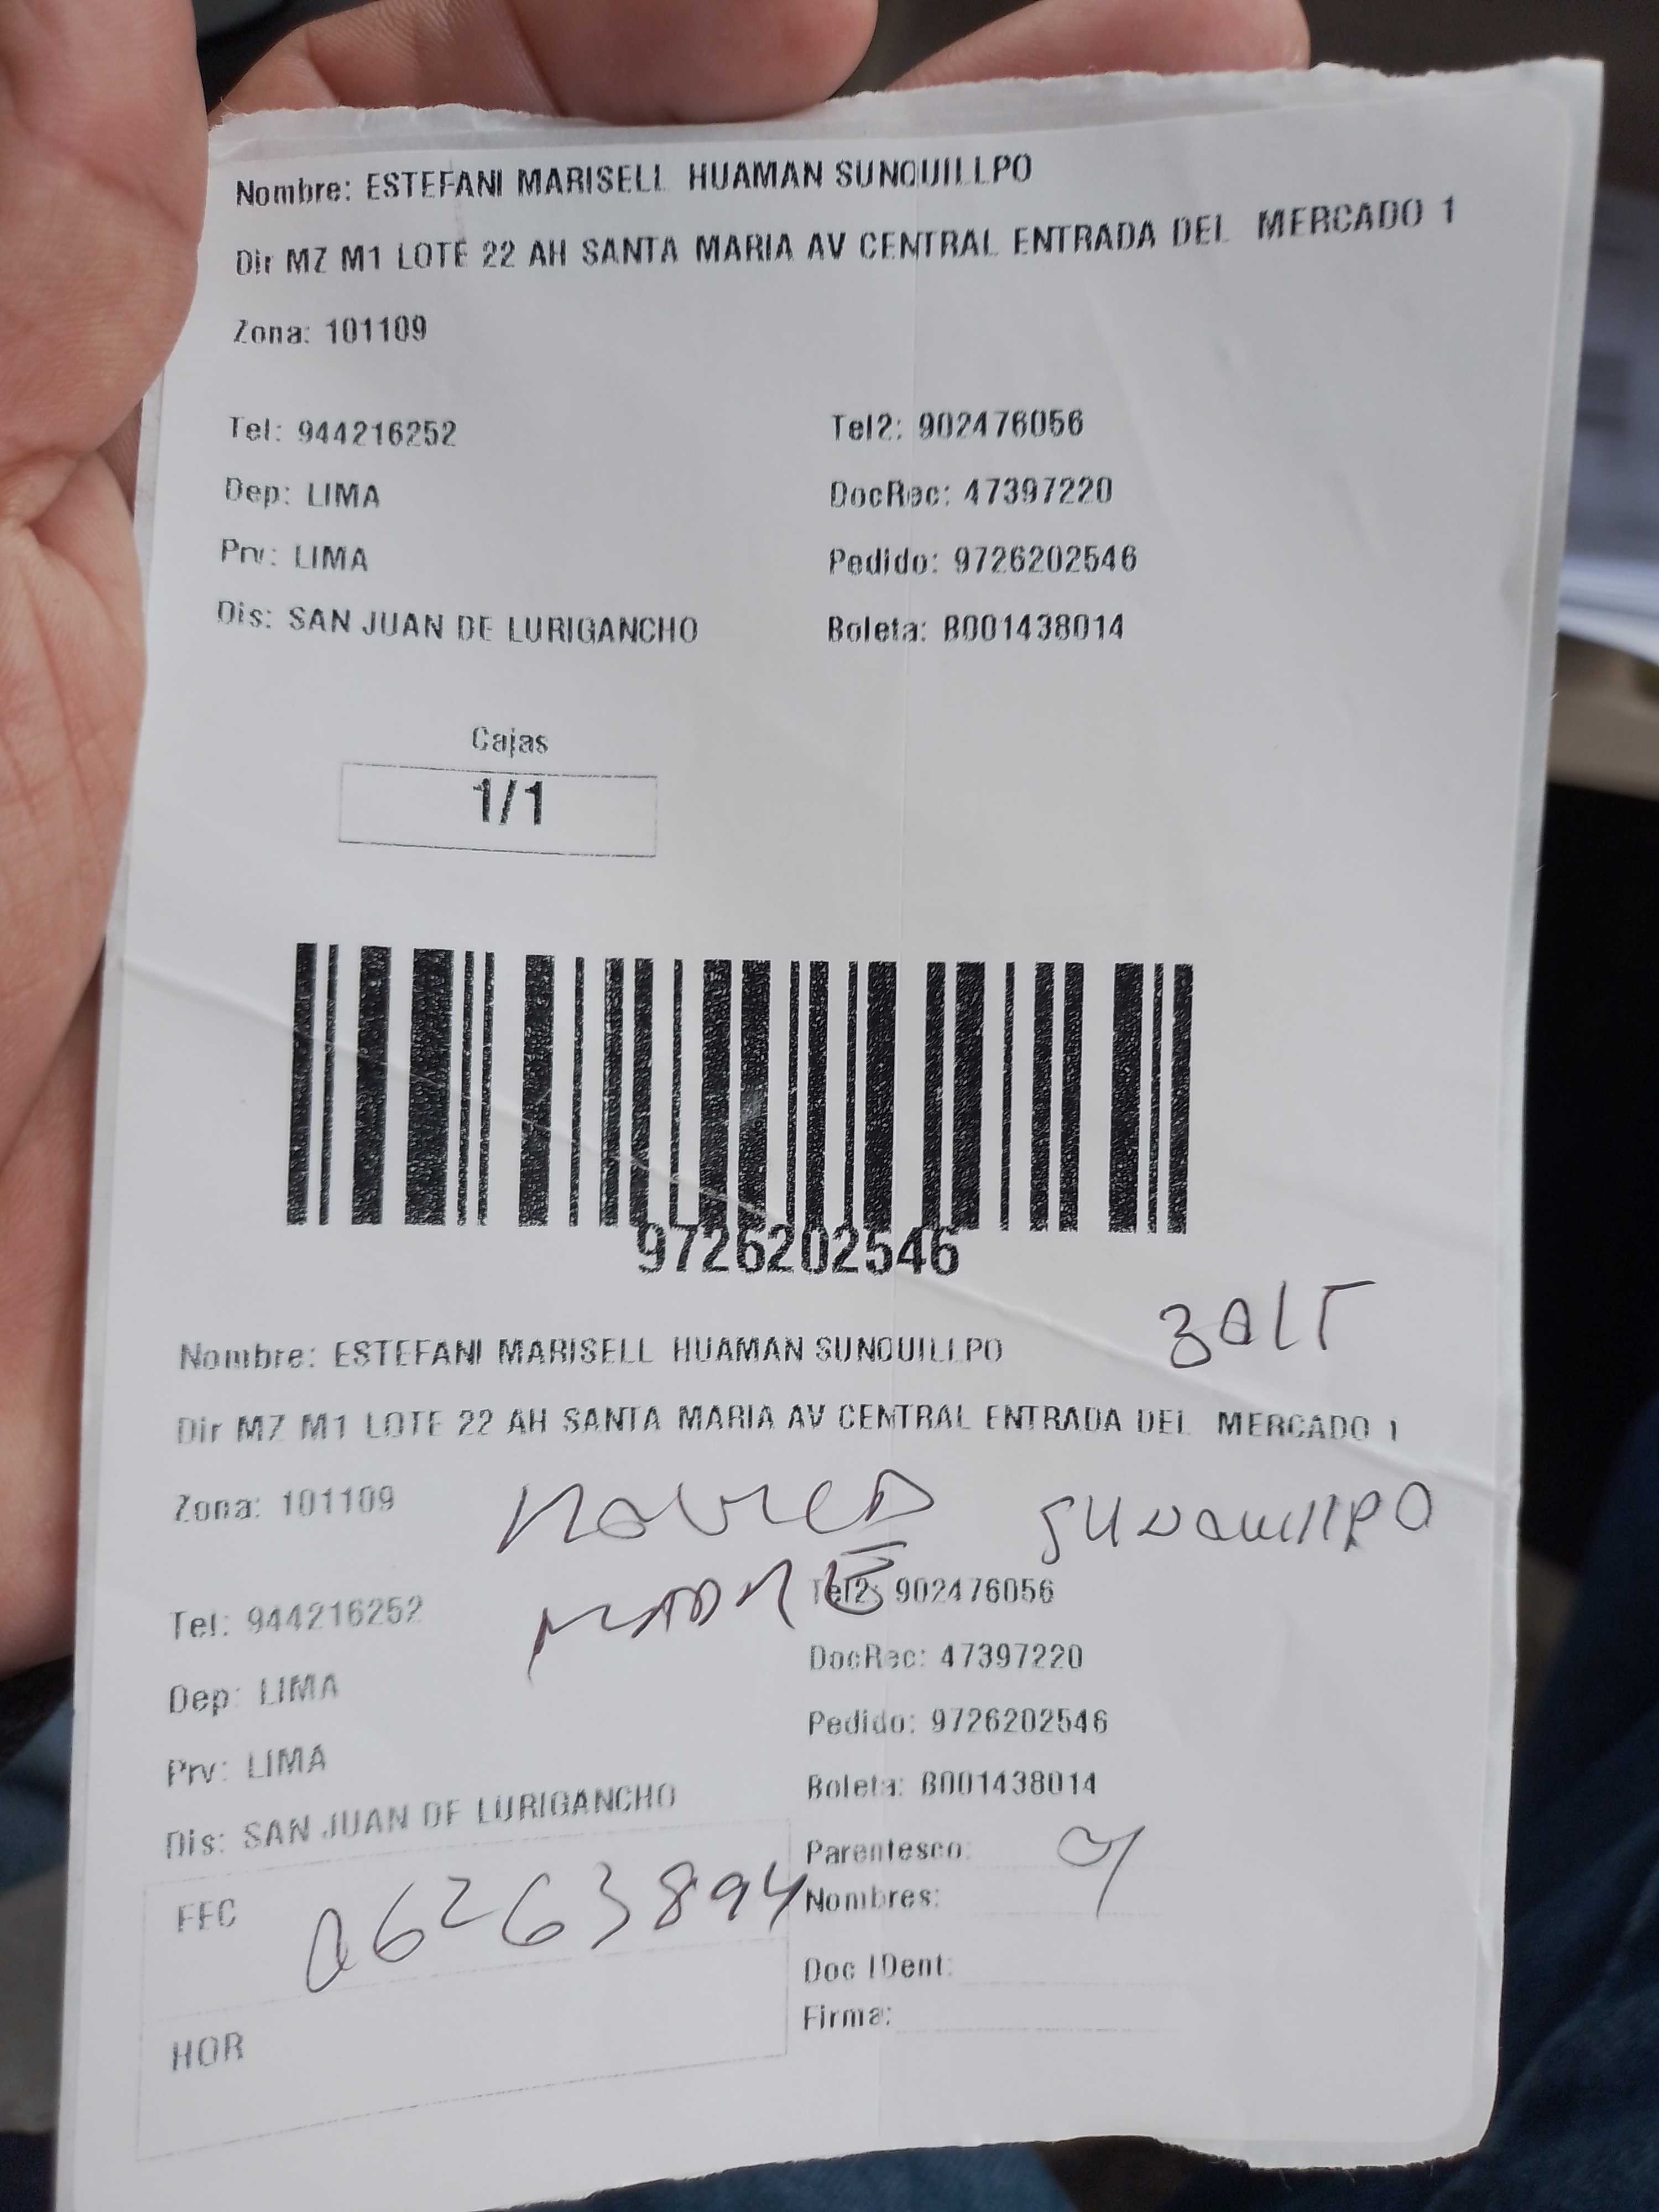 Nombre: ESTEFANI MARISELL HUAMAN SUNQUILLPO
Dir MZ M1 LOTE 22 AH SANTA MARIA AV CENTRAL ENTRADA DEL MERCADO 1
Zona: 101109
Tel: 944216252 Tel2: 902476056
Dep: LIMA DocRec: 47397220
Prv: LIMA Pedido: 9726202546
Dis: SAN JUAN DE LURIGANCHO Boleta: B001438014
Cajas
1/1
9726202546
Nombre: ESTEFANI MARISELL HUAMAN SUNQUILLPO
Dir MZ M1 LOTE 22 AH SANTA MARIA AV CENTRAL ENTRADA DEL MERCADO 1
Zona: 101109
SUNQUILLPO
MADRE
Tel: 944216252 Tel2: 902476056
Dep: LIMA DocRec: 47397220
Prv: LIMA Pedido: 9726202546
Dis: SAN JUAN DE LURIGANCHO Boleta: B001438014
Parentesco:
FEC 06263894 Nombres:
Doc IDent:
HOR Firma: